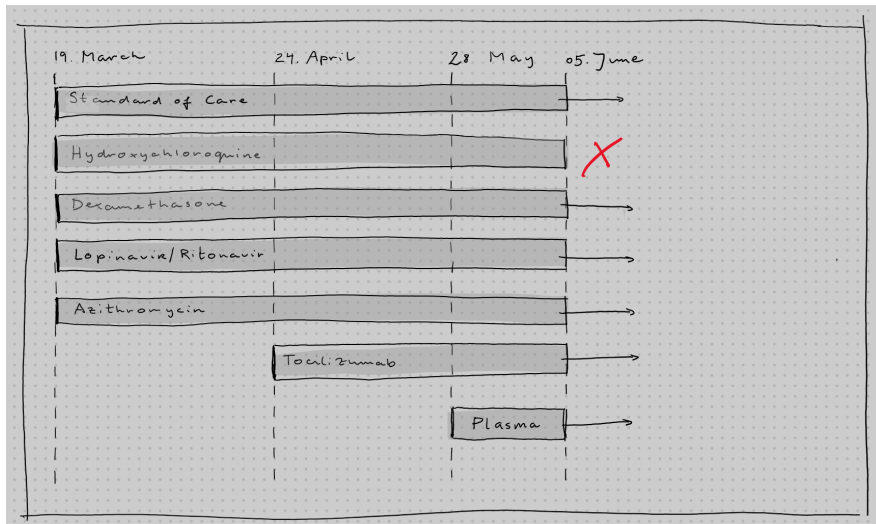 19. March
24. April
28. May
05. June
Standard of Care
Hydroxychloroquine
Dexamethasone
Lopinavir/Ritonavir
Azithromycin
Tocilizumab
Plasma